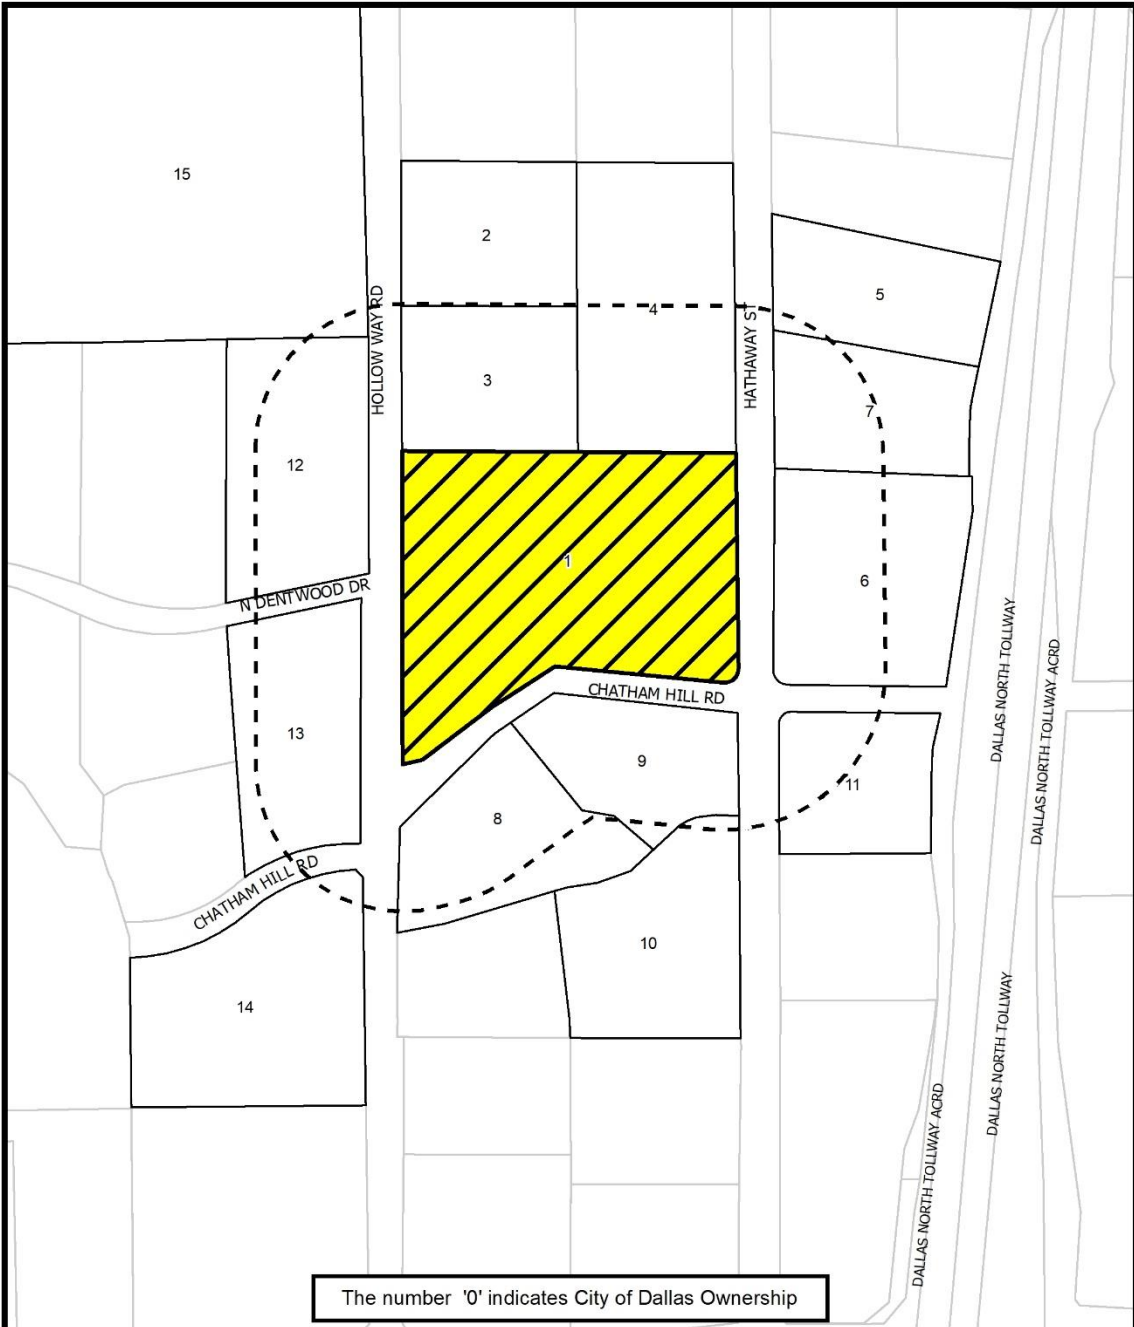 15
2
5
4
HOLLOW WAY RD
HATHAWAY ST
3
7
12
1
6
N DENTWOOD DR
DALLAS NORTH TOLLWAY
DALLAS NORTH TOLLWAY ACRD
CHATHAM HILL RD
13
9
11
8
CHATHAM HILL RD
10
14
DALLAS NORTH TOLLWAY
DALLAS NORTH TOLLWAY ACRD
The number '0' indicates City of Dallas Ownership